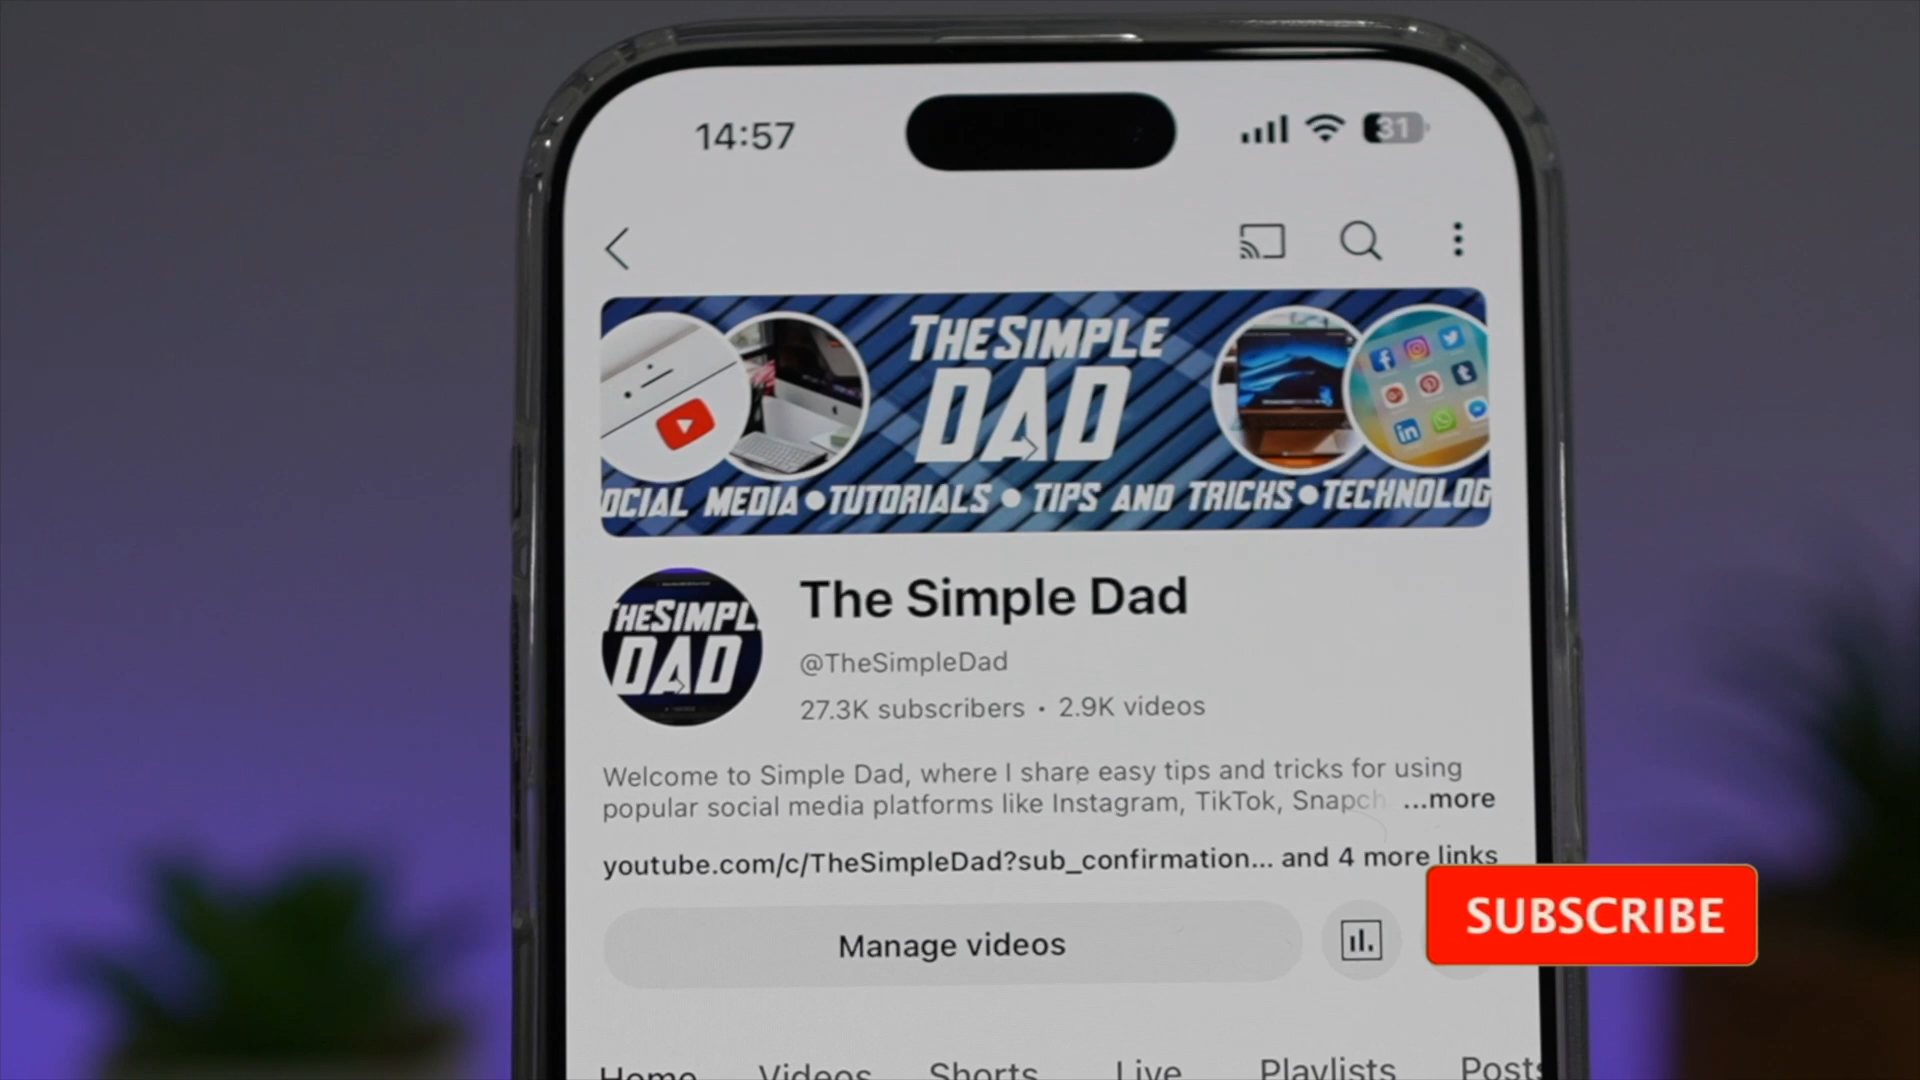 14:57
31
THESIMPLE
DAD
OCIAL MEDIA•TUTORIALS • TIPS AND TRICKS•TECHNOLOG
THESIMPL
DAD
The Simple Dad
@TheSimpleDad
27.3K subscribers · 2.9K videos
Welcome to Simple Dad, where I share easy tips and tricks for using
popular social media platforms like Instagram, TikTok, Snapch ...more
youtube.com/c/TheSimpleDad?sub_confirmation... and 4 more links
SUBSCRIBE
Manage videos
Home Videos Shorts Live Playlists Posts